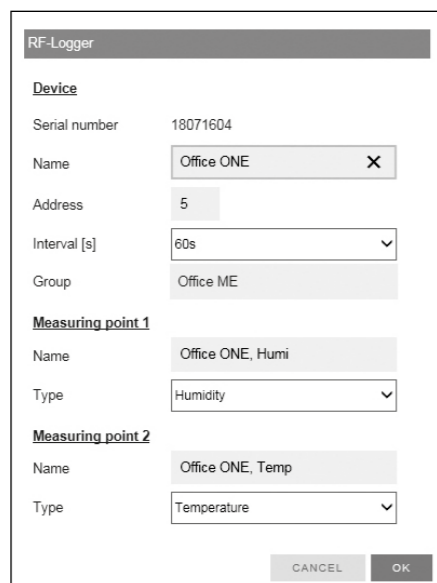 RF-Logger
Device
Serial number 18071604
Name Office ONE
Address 5
Interval [s] 60s
Group Office ME
Measuring point 1
Name Office ONE, Humi
Type Humidity
Measuring point 2
Name Office ONE, Temp
Type Temperature
CANCEL OK